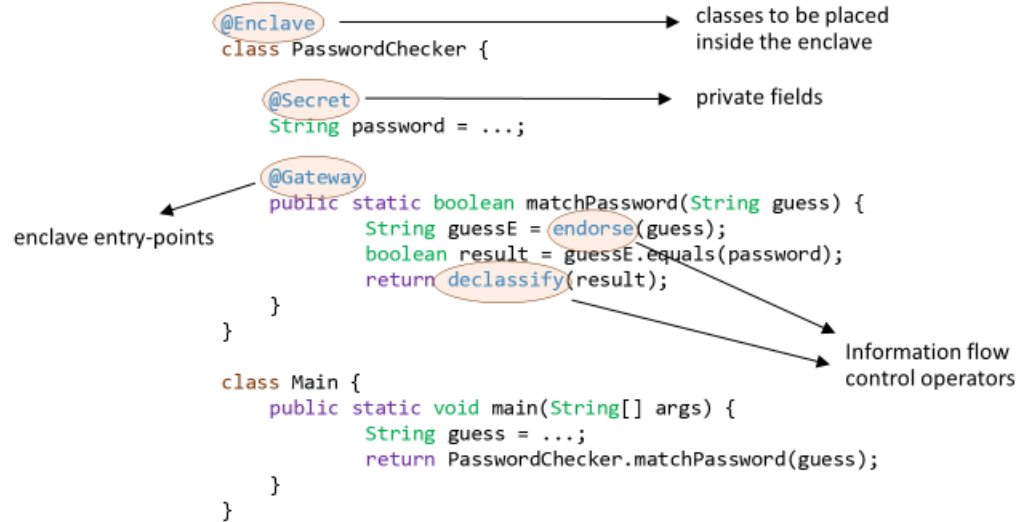 @Enclave
classes to be placed
inside the enclave
class PasswordChecker {
@Secret
private fields
String password = ...;
@Gateway
enclave entry-points
public static boolean matchPassword(String guess) {
String guessE = endorse(guess);
boolean result = guessE.equals(password);
return declassify(result);
}
}
Information flow
control operators
class Main {
public static void main(String[] args) {
String guess = ...;
return PasswordChecker.matchPassword(guess);
}
}